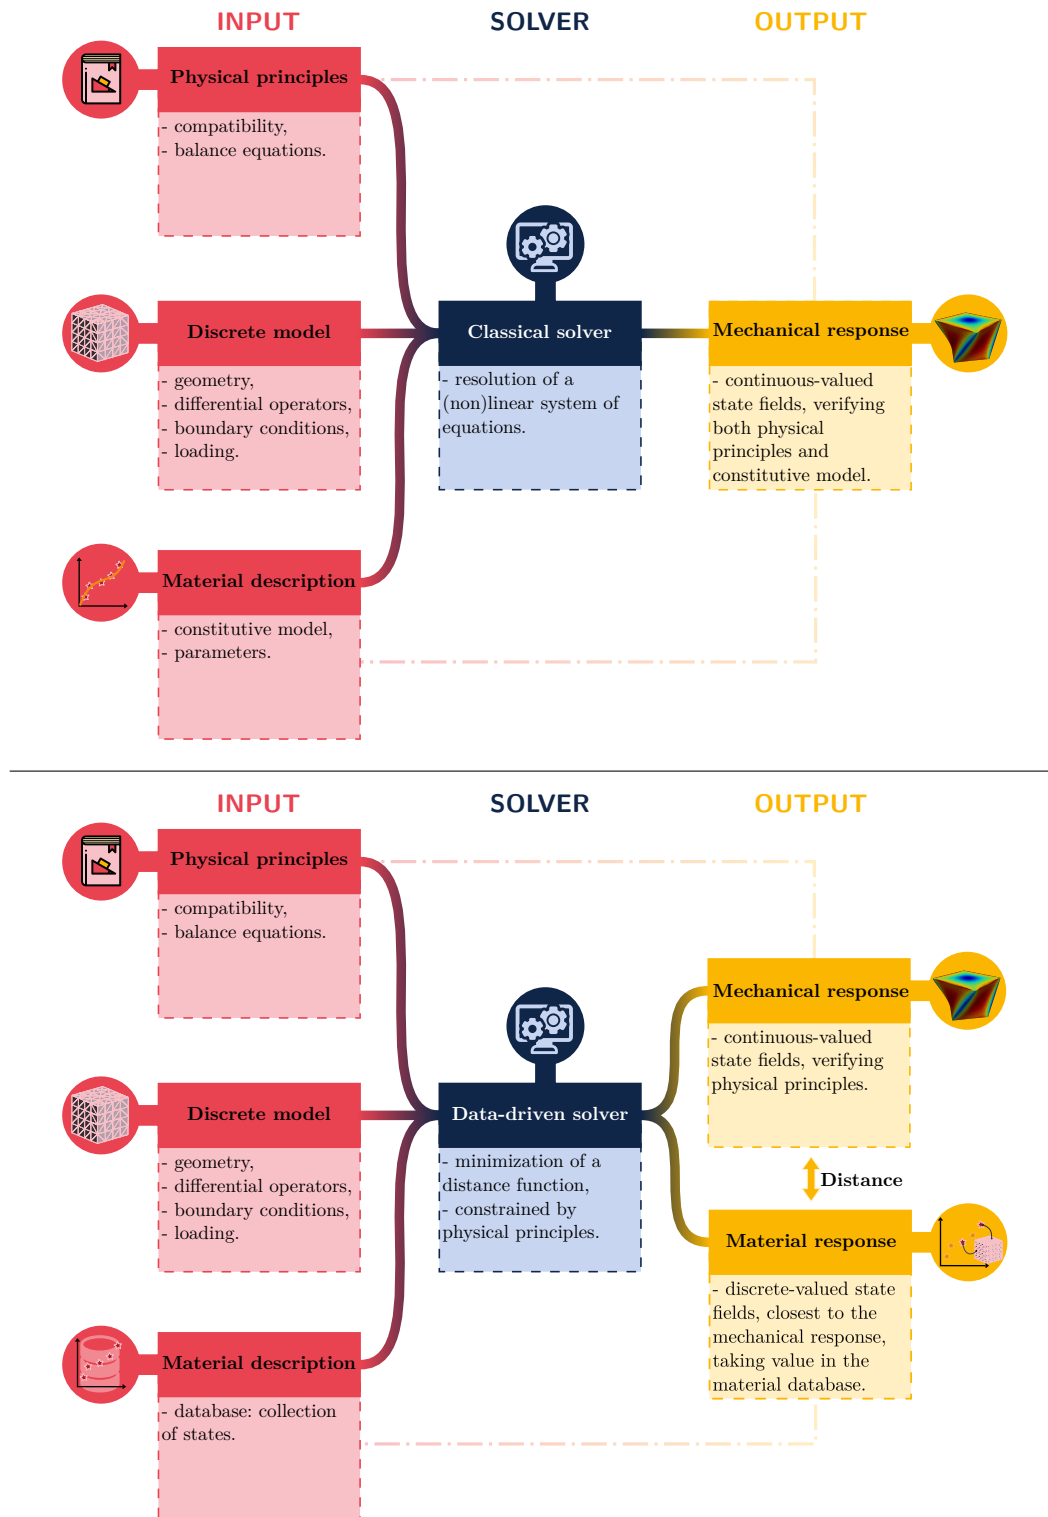 INPUT
SOLVER
OUTPUT
Physical principles
- compatibility,
- balance equations.
Discrete model
- geometry,
- differential operators,
- boundary conditions,
- loading.
Material description
- constitutive model,
- parameters.
Classical solver
- resolution of a
(non)linear system of
equations.
Mechanical response
- continuous-valued
state fields, verifying
both physical
principles and
constitutive model.
INPUT
SOLVER
OUTPUT
Physical principles
- compatibility,
- balance equations.
Discrete model
- geometry,
- differential operators,
- boundary conditions,
- loading.
Material description
- database: collection
of states.
Data-driven solver
- minimization of a
distance function,
- constrained by
physical principles.
Mechanical response
- continuous-valued
state fields, verifying
physical principles.
Distance
Material response
- discrete-valued state
fields, closest to the
mechanical response,
taking value in the
material database.